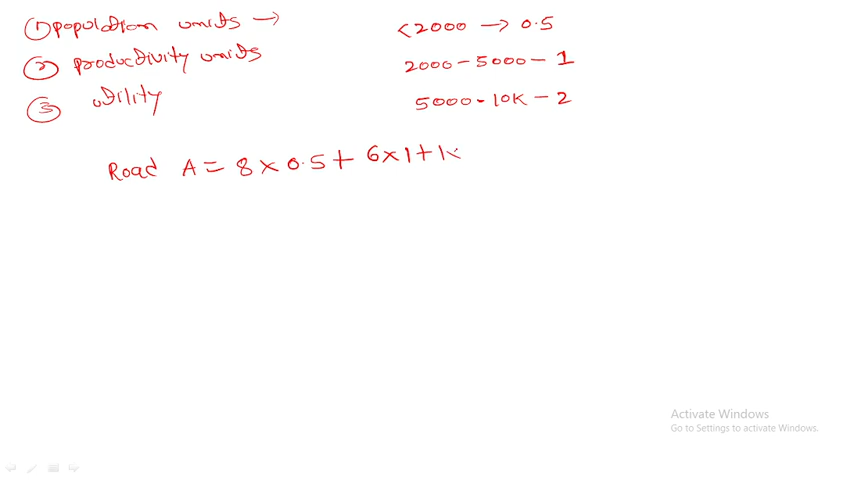 ① population units → <2000 → 0.5
② productivity units 2000 - 5000 - 1
③ utility 5000 - 10K - 2
Road A = 8 × 0.5 + 6 × 1 + 1×
Activate Windows
Go to Settings to activate Windows.